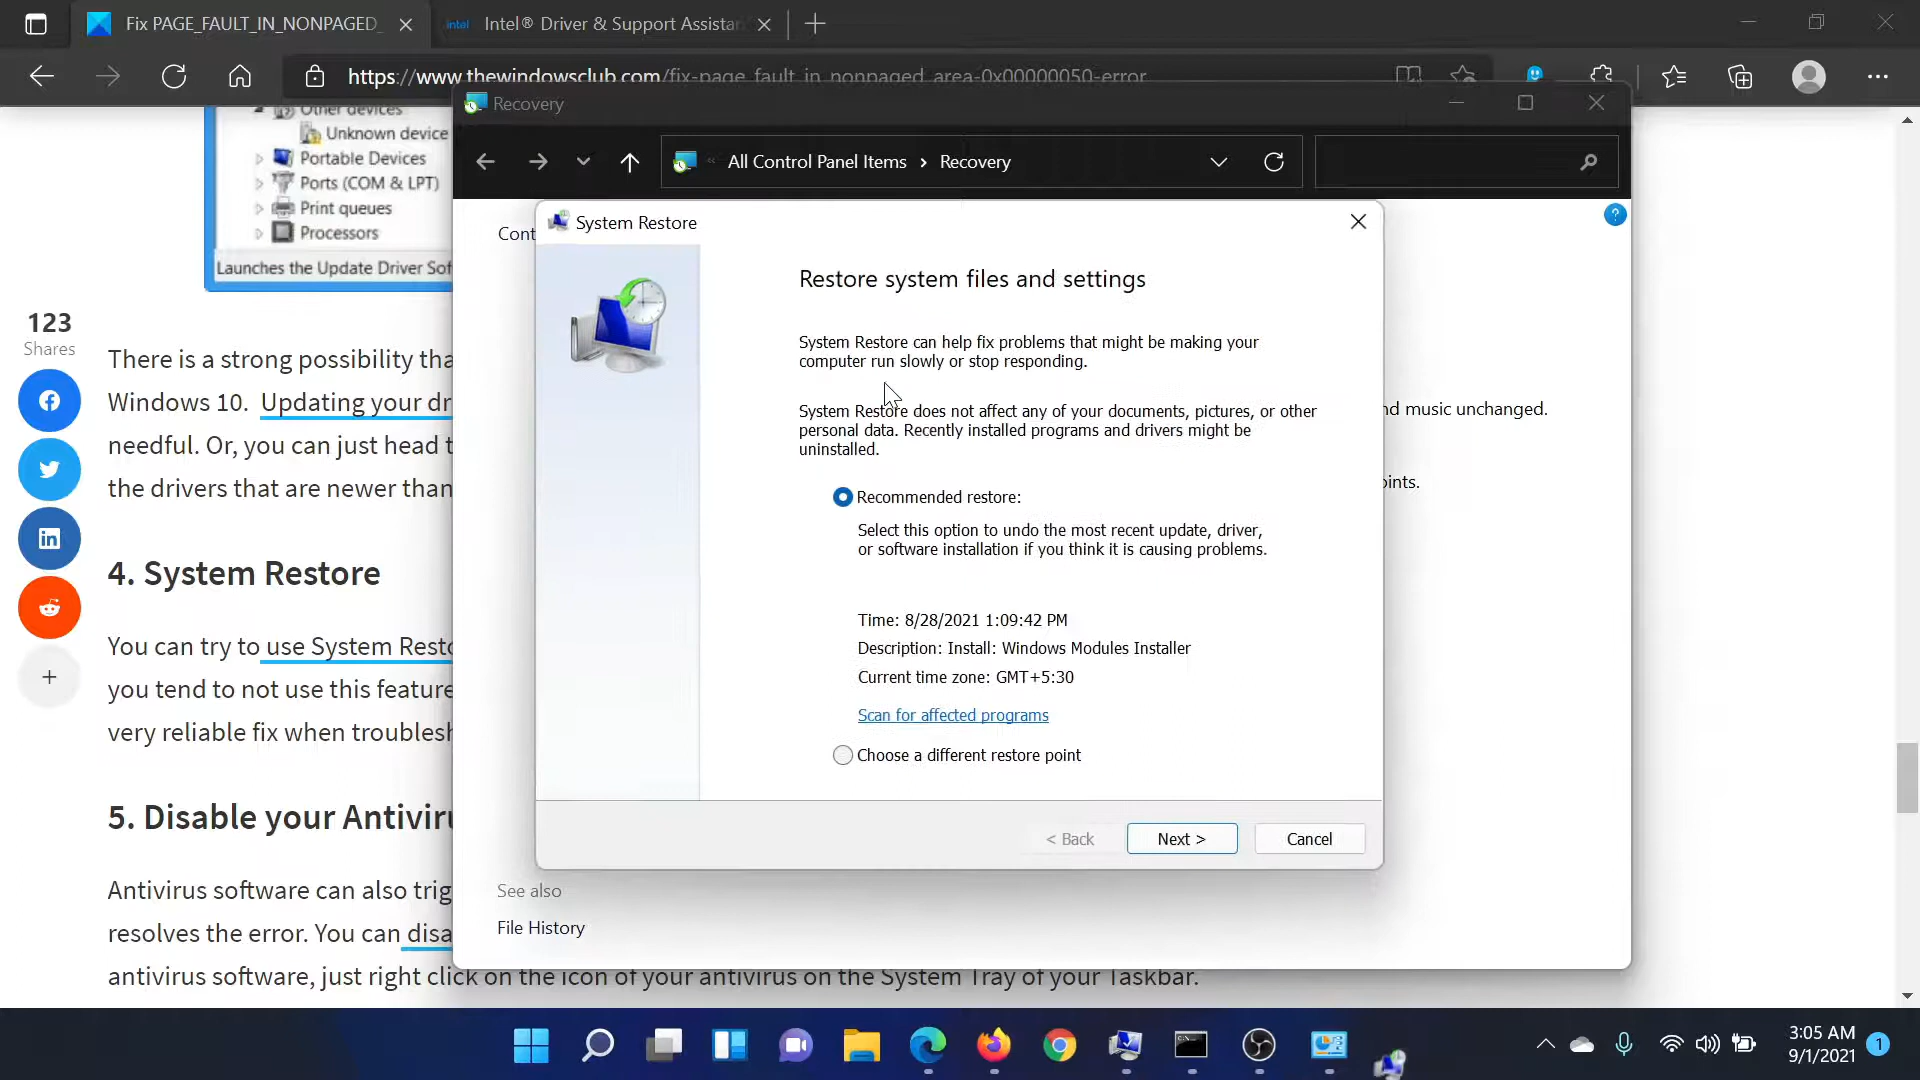 Fix PAGE_FAULT_IN_NONPAGED_
intel
Intel® Driver & Support Assistan
https://www.thewindowsclub.com/fix-page_fault_in_nonpaged_area-0x00000050-error
Recovery
All Control Panel Items > Recovery
Other devices
Unknown device
Portable Devices
Ports (COM & LPT)
Print queues
Processors
Launches the Update Driver Sof
Cont
System Restore
Restore system files and settings
System Restore can help fix problems that might be making your
computer run slowly or stop responding.
System Restore does not affect any of your documents, pictures, or other
personal data. Recently installed programs and drivers might be
uninstalled.
Recommended restore:
Select this option to undo the most recent update, driver,
or software installation if you think it is causing problems.
Time: 8/28/2021 1:09:42 PM
Description: Install: Windows Modules Installer
Current time zone: GMT+5:30
Scan for affected programs
Choose a different restore point
< Back
Next >
Cancel
nd music unchanged.
oints.
See also
File History
123
Shares
There is a strong possibility tha
Windows 10. Updating your dr
needful. Or, you can just head t
the drivers that are newer than
4. System Restore
You can try to use System Resto
you tend to not use this feature
very reliable fix when troublesh
5. Disable your Antiviru
Antivirus software can also trig
resolves the error. You can disa
antivirus software, just right click on the icon of your antivirus on the System Tray of your Taskbar.
3:05 AM
9/1/2021
1